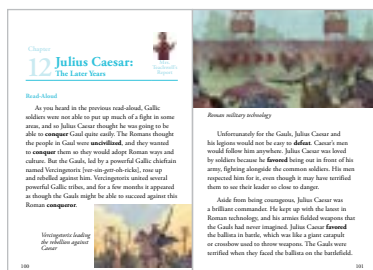 Chapter
12 Julius Caesar:
The Later Years
Read-Aloud
As you heard in the previous read-aloud, Gallic
soldiers were not able to put up much of a fight in some
areas, and so Julius Caesar thought he was going to be
able to conquer Gaul quite easily. The Romans thought
the people in Gaul were uncivilized, and they wanted
to conquer them so they would adopt Roman ways and
culture. But the Gauls, led by a powerful Gallic chieftain
named Vercingetorix [ver-sin-getr-oh-ricks], rose up
and rebelled against him. Vercingetorix united several
powerful Gallic tribes, and for a few months it appeared
as though the Gauls might be able to succeed against this
Roman conqueror.
Vercingetorix leading
the rebellion against
Caesar
100
Roman military technology
Unfortunately for the Gauls, Julius Caesar and
his legions would not be easy to defeat. Caesar's men
would follow him anywhere. Julius Caesar was loved
by soldiers because he favored being out in front of his
army, fighting alongside the common soldiers. His men
respected him for it, even though it may have terrified
them to see their leader so close to danger.
Aside from being courageous, Julius Caesar was
a brilliant commander. He kept up with the latest in
Roman technology, and his armies fielded weapons that
the Gauls had never imagined. Julius Caesar favored
the ballista in battle, which was like a giant catapult
or crossbow used to throw weapons. The Gauls were
terrified when they faced the ballista on the battlefield.
101